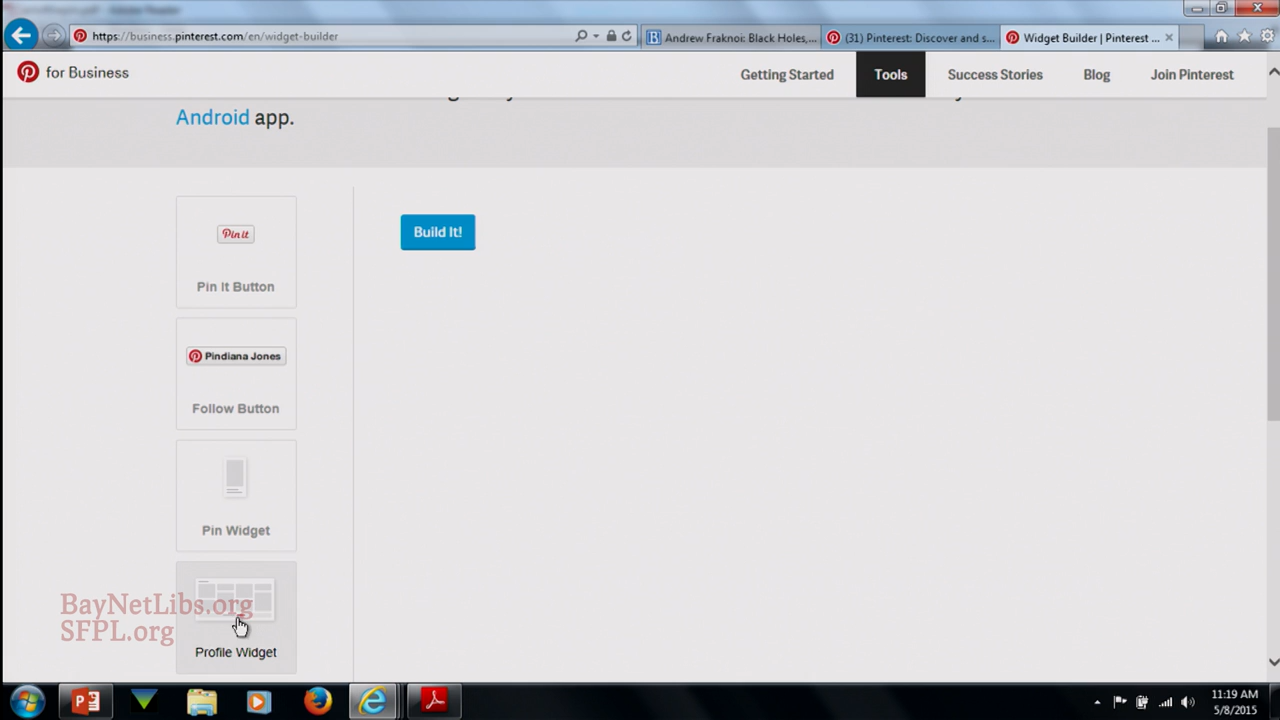 https://business.pinterest.com/en/widget-builder
Andrew Fraknoi: Black Holes,...
(31) Pinterest: Discover and s...
Widget Builder | Pinterest ...
for Business
Getting Started
Tools
Success Stories
Blog
Join Pinterest
Android app.
Pin it
Build It!
Pin It Button
Pindiana Jones
Follow Button
Pin Widget
BayNetLibs.org
SFPL.org
Profile Widget
11:19 AM
5/8/2015